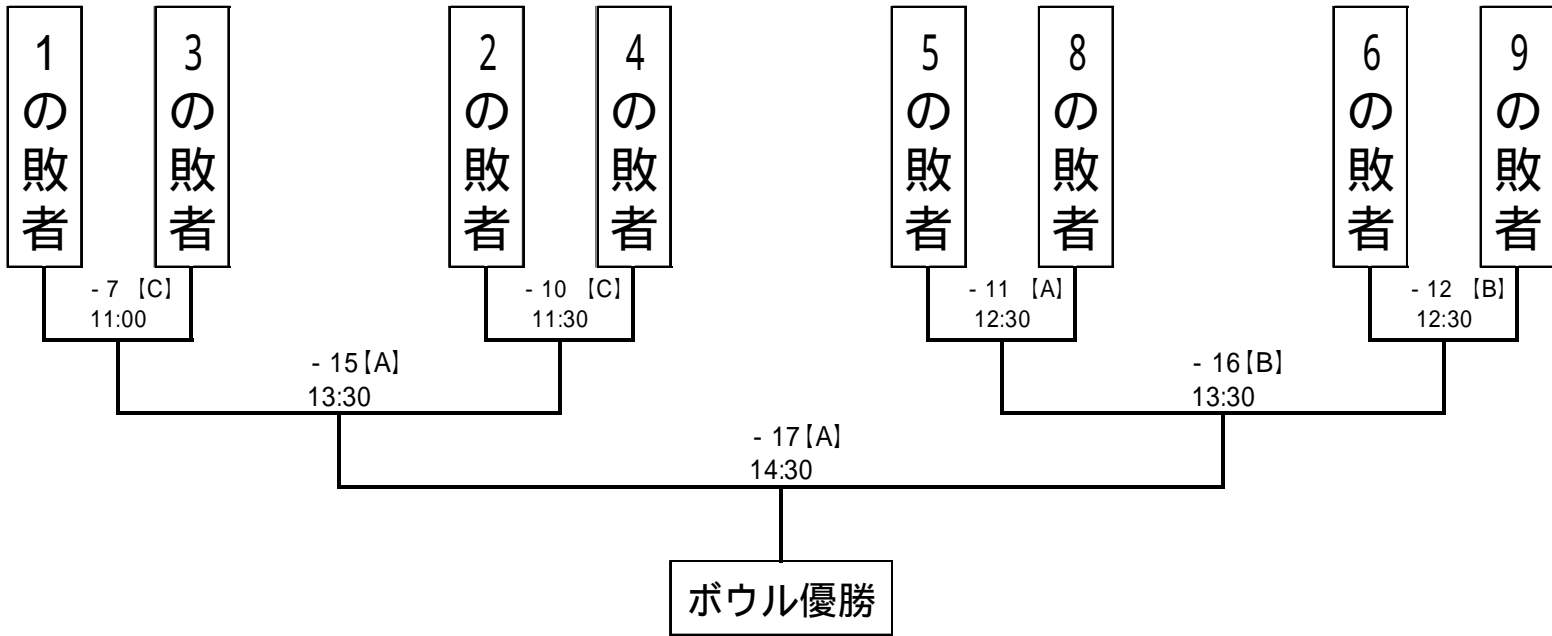 1の敗者
3の敗者
2の敗者
4の敗者
5の敗者
8の敗者
6の敗者
9の敗者
- 7 【C】
11:00
- 10 【C】
11:30
- 11 【A】
12:30
- 12 【B】
12:30
- 15【A】
13:30
- 16【B】
13:30
- 17【A】
14:30
ボウル優勝